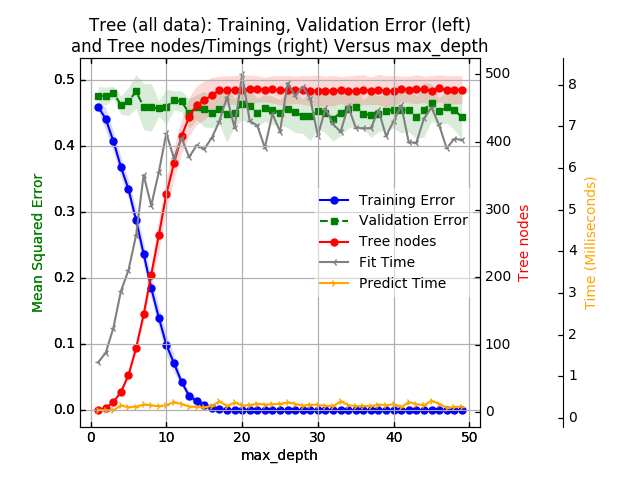 Tree (all data): Training, Validation Error (left)
and Tree nodes/Timings (right) Versus max_depth
Mean Squared Error
0.5
0.4
0.3
0.2
0.1
0.0
Training Error
Validation Error
Tree nodes
Fit Time
Predict Time
500
400
300
200
100
0
Tree nodes
8
7
6
5
4
3
2
1
0
Time (Milliseconds)
0 10 20 30 40 50
max_depth